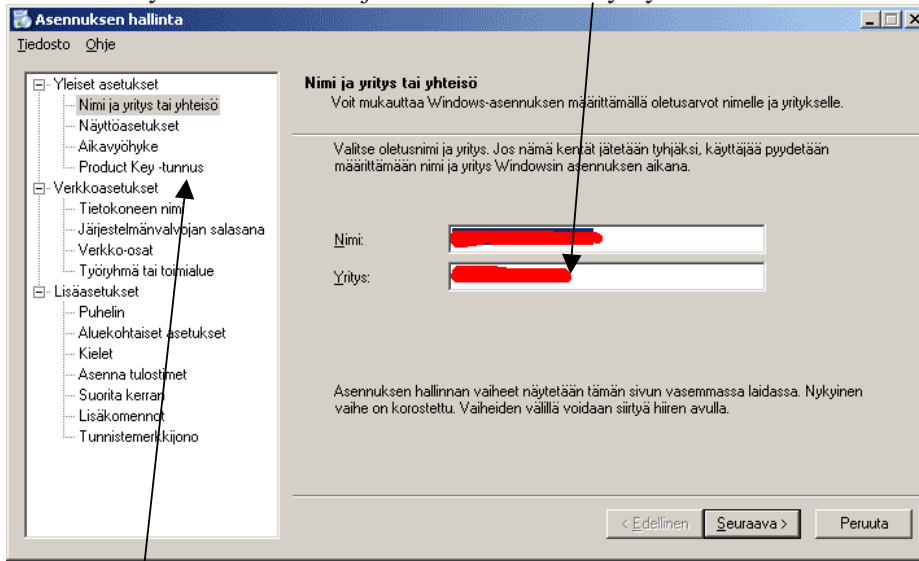 Asennuksen hallinta
Tiedosto Ohje
Yleiset asetukset
Nimi ja yritys tai yhteisö
Näyttöasetukset
Aikavyöhyke
Product Key -tunnus
Verkkoasetukset
Tietokoneen nimi
Järjestelmänvalvojan salasana
Verkko-osat
Työryhmä tai toimialue
Lisäasetukset
Puhelin
Aluekohtaiset asetukset
Kielet
Asenna tulostimet
Suorita kerran
Lisäkomennot
Tunnistemerkkijono
Nimi ja yritys tai yhteisö
Voit mukauttaa Windows-asennuksen määrittämällä oletusarvot nimelle ja yritykselle.
Valitse oletusnimi ja yritys. Jos nämä kentät jätetään tyhjäksi, käyttäjää pyydetään
määrittämään nimi ja yritys Windowsin asennuksen aikana.
Nimi:
Yritys:
Asennuksen hallinnan vaiheet näytetään tämän sivun vasemmassa laidassa. Nykyinen
vaihe on korostettu. Vaiheiden välillä voidaan siirtyä hiiren avulla.
< Edellinen Seuraava > Peruuta